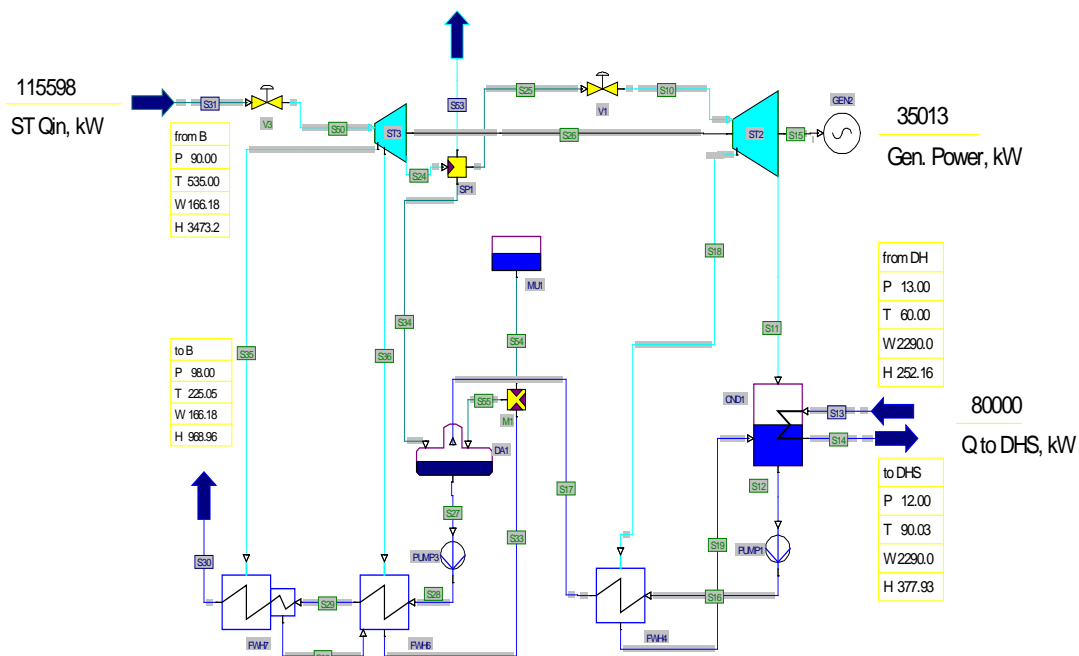 115598
ST Qin, kW
from B
P 90.00
T 535.00
W 166.18
H 3473.2
to B
P 98.00
T 225.05
W 166.18
H 968.96
S31
V3
S50
ST3
S24
S53
SP1
S25
V1
S10
S26
ST2
S15
GEN2
35013
Gen. Power, kW
S18
S11
from DH
P 13.00
T 60.00
W 2290.0
H 252.16
MU1
S54
S34
S35
S36
S55
M1
DA1
CND1
S13
S14
80000
Q to DHS, kW
to DHS
P 12.00
T 90.03
W 2290.0
H 377.93
S12
S17
S19
S27
S33
PUMP3
PUMP1
S30
S29
S28
S16
FWH7
FWH6
FWH4